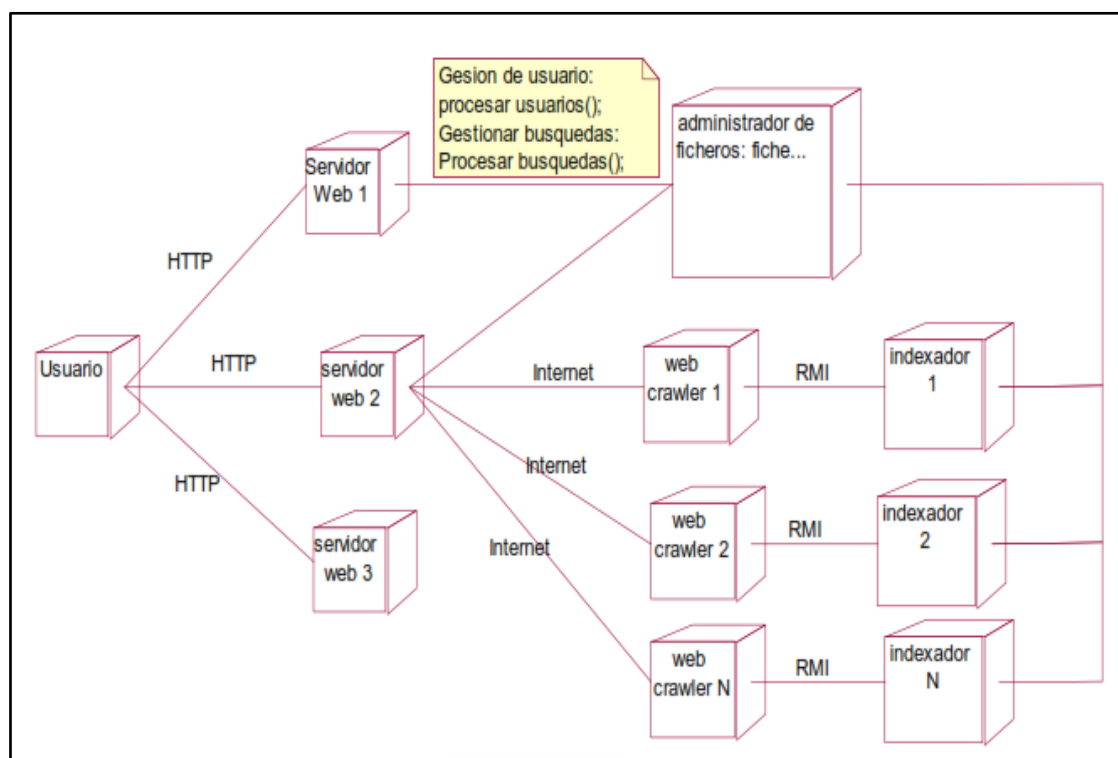 Gesion de usuario:
procesar usuarios();
Gestionar busquedas:
Procesar busquedas();
administrador de
ficheros: fiche...
Servidor
Web 1
HTTP
Usuario
HTTP
servidor
web 2
Internet
web
crawler 1
RMI
indexador
1
HTTP
Internet
servidor
web 3
Internet
web
crawler 2
RMI
indexador
2
web
crawler N
RMI
indexador
N